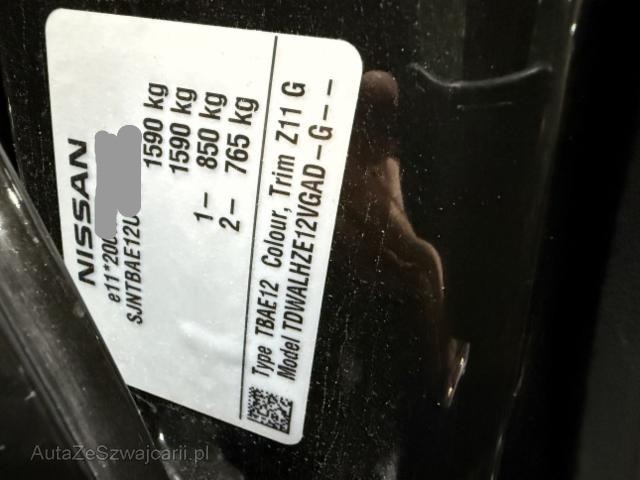 NISSAN
e11*200
SJNTBAE12U
1590 kg
1590 kg
1– 850 kg
2– 765 kg
Type TBAE12 Colour, Trim Z11 G
Model TDWALHZE12VGAD–G––
AutaZeSzwajcarii.pl